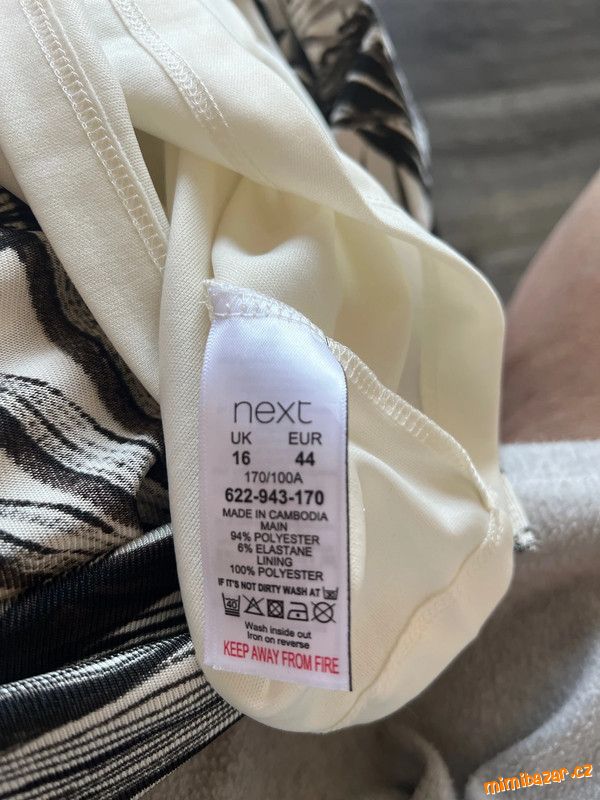 next
UK EUR
16 44
170/100A
622-943-170
MADE IN CAMBODIA
MAIN
94% POLYESTER
6% ELASTANE
LINING
100% POLYESTER
IF IT'S NOT DIRTY WASH AT
40
Wash inside out
Iron on reverse
KEEP AWAY FROM FIRE
mimibazar.cz